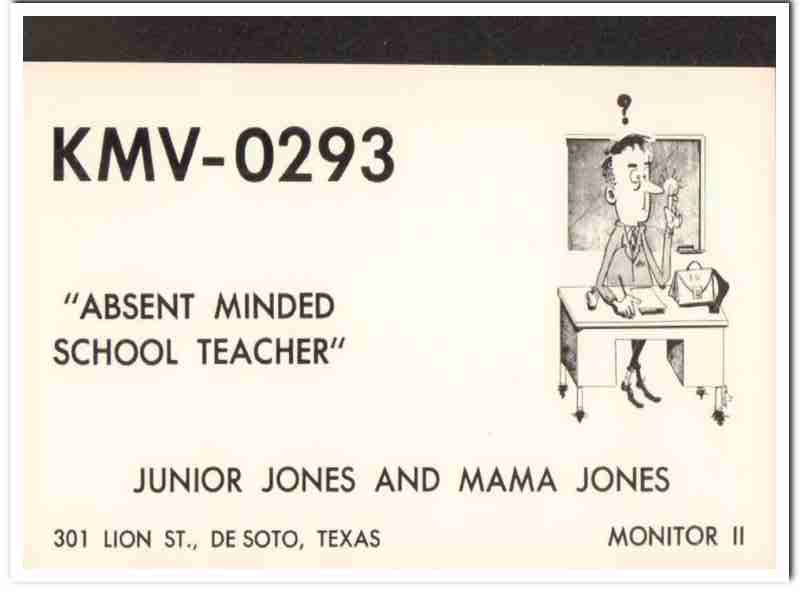 ?
KMV-0293
"ABSENT MINDED
SCHOOL TEACHER"
JUNIOR JONES AND MAMA JONES
301 LION ST., DE SOTO, TEXAS
MONITOR II